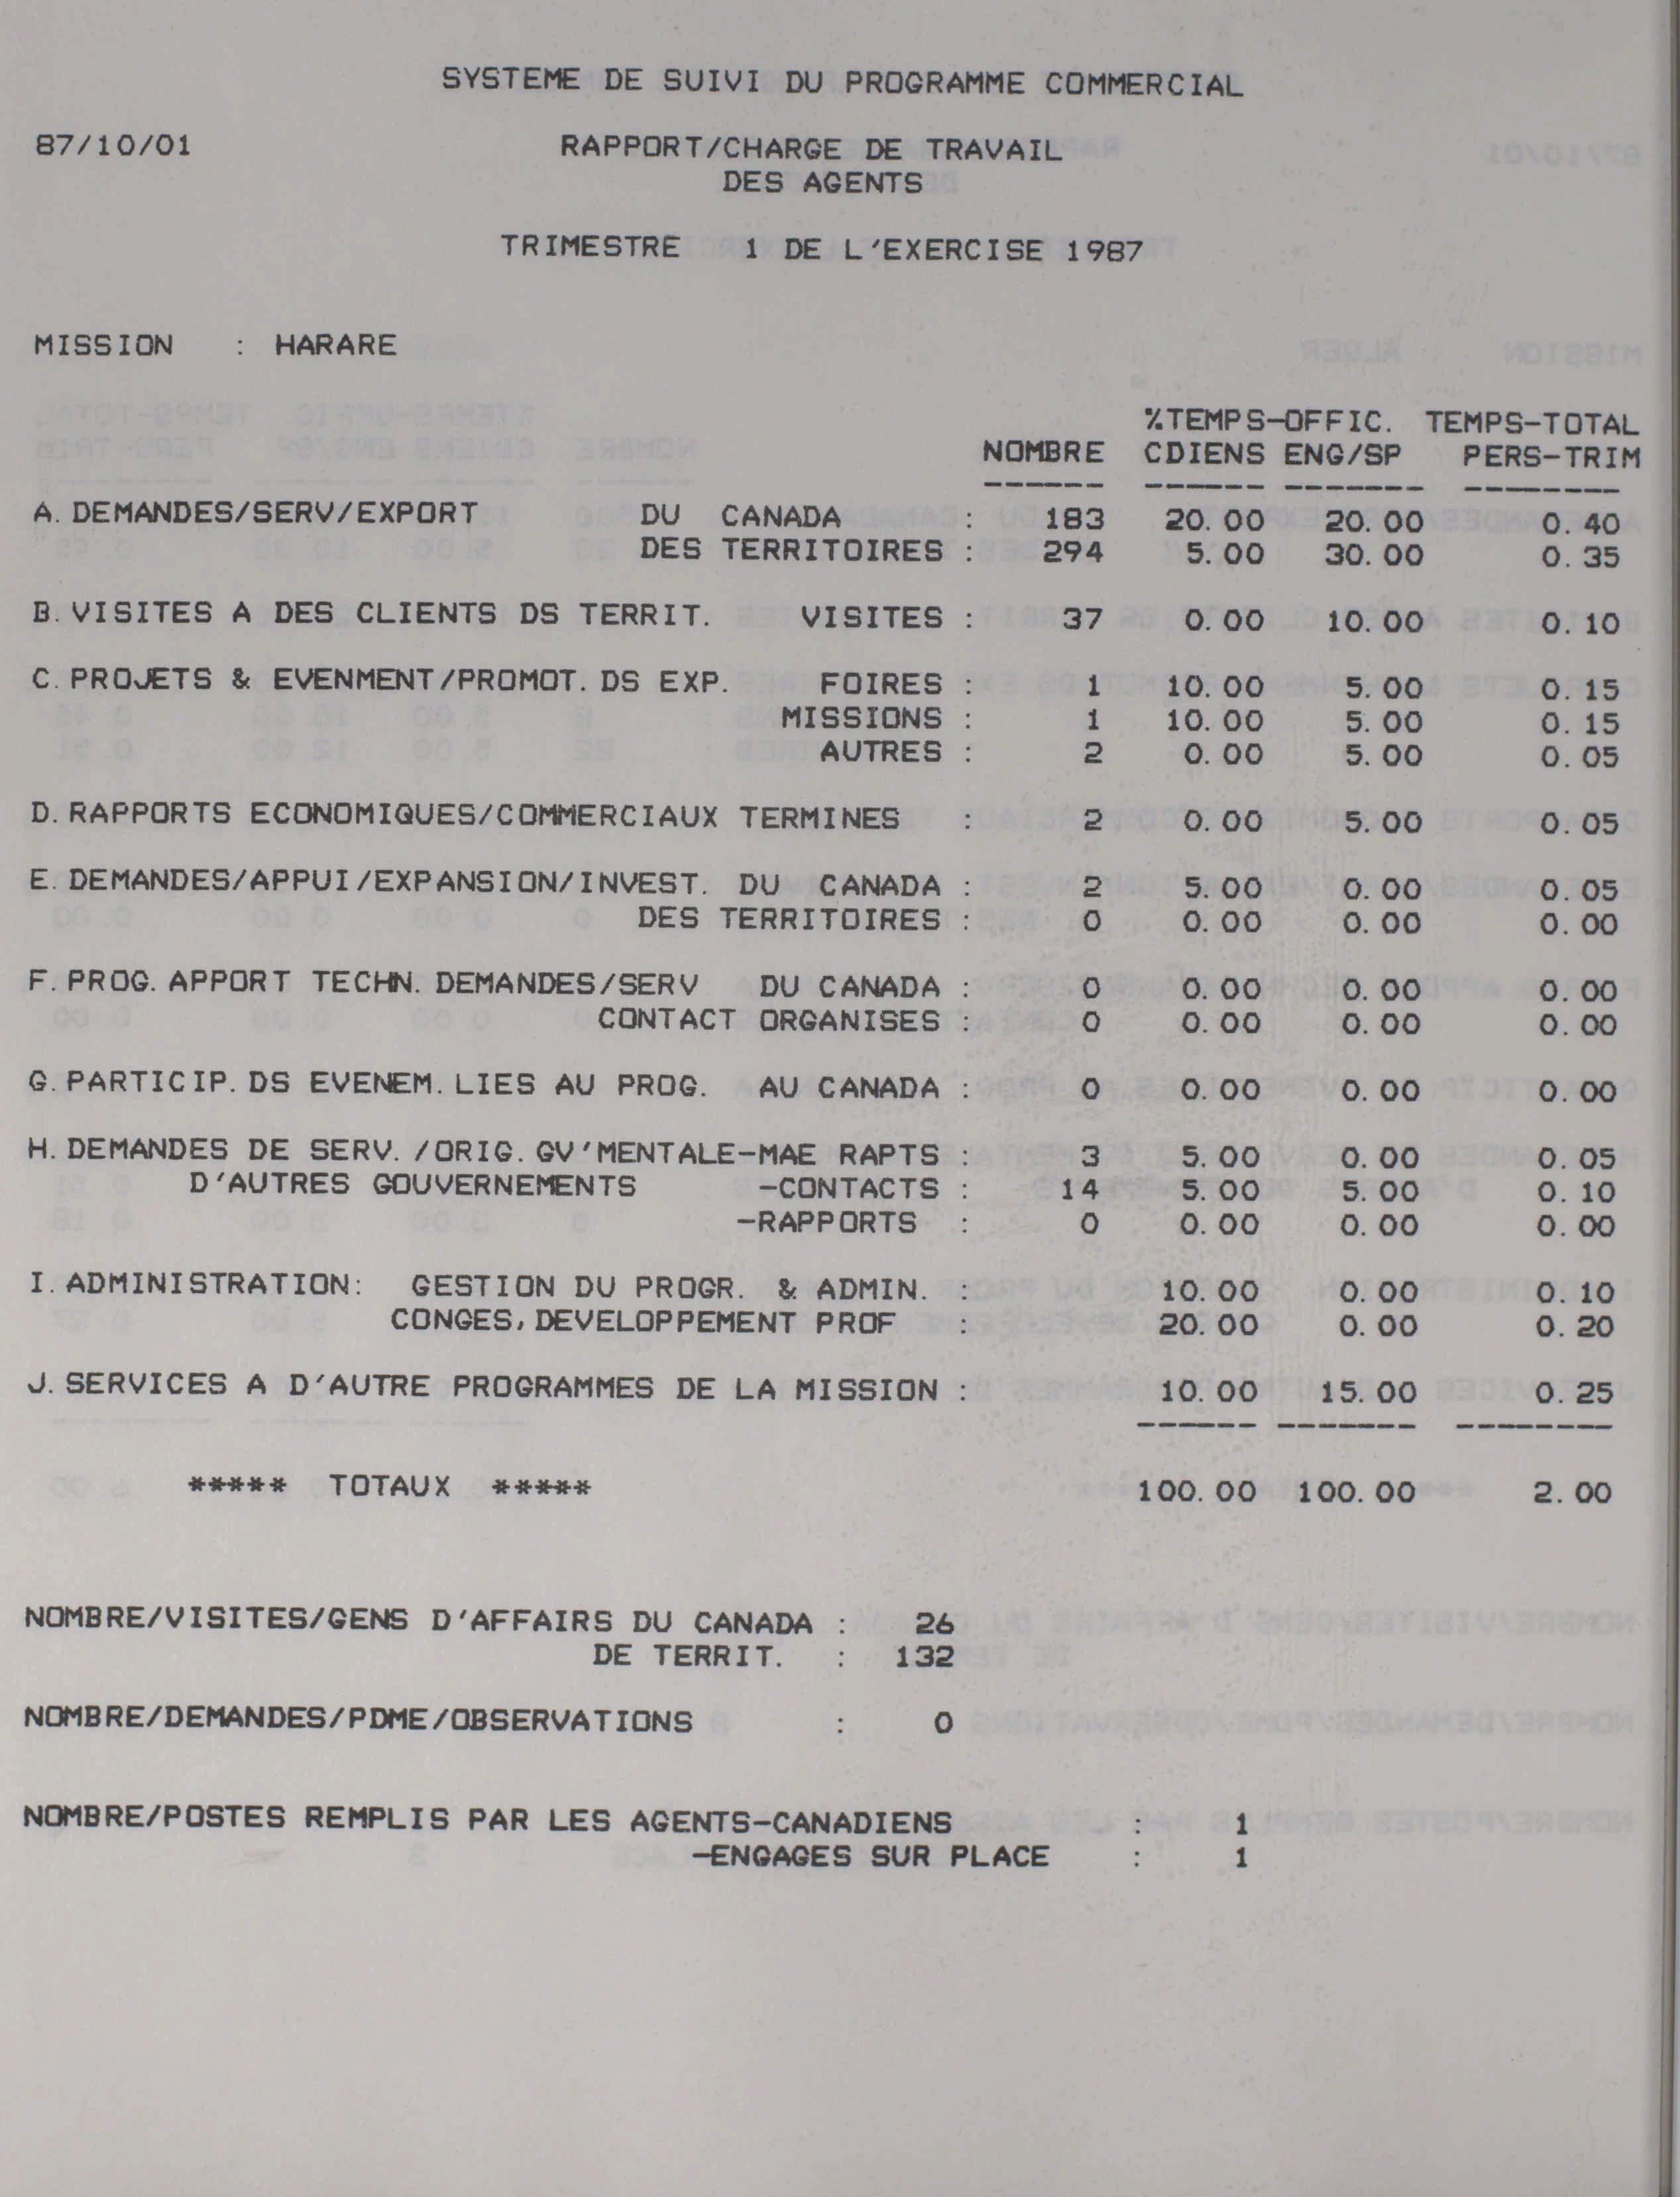 SYSTEME DE SUIVI DU PROGRAMME COMMERCIAL
87/10/01 RAPPORT/CHARGE DE TRAVAIL
DES AGENTS
TRIMESTRE 1 DE L'EXERCISE 1987
MISSION : HARARE
%TEMPS-OFFIC. TEMPS-TOTAL
NOMBRE CDIENS ENG/SP PERS-TRIM
------ ------ ------- --------
A. DEMANDES/SERV/EXPORT DU CANADA : 183 20.00 20.00 0.40
DES TERRITOIRES : 294 5.00 30.00 0.35
B. VISITES A DES CLIENTS DS TERRIT. VISITES : 37 0.00 10.00 0.10
C. PROJETS & EVENMENT/PROMOT. DS EXP. FOIRES : 1 10.00 5.00 0.15
MISSIONS : 1 10.00 5.00 0.15
AUTRES : 2 0.00 5.00 0.05
D. RAPPORTS ECONOMIQUES/COMMERCIAUX TERMINES : 2 0.00 5.00 0.05
E. DEMANDES/APPUI/EXPANSION/INVEST. DU CANADA : 2 5.00 0.00 0.05
DES TERRITOIRES : 0 0.00 0.00 0.00
F. PROG. APPORT TECHN. DEMANDES/SERV DU CANADA : 0 0.00 0.00 0.00
CONTACT ORGANISES : 0 0.00 0.00 0.00
G. PARTICIP. DS EVENEM. LIES AU PROG. AU CANADA : 0 0.00 0.00 0.00
H. DEMANDES DE SERV. /ORIG. GV'MENTALE-MAE RAPTS : 3 5.00 0.00 0.05
D'AUTRES GOUVERNEMENTS -CONTACTS : 14 5.00 5.00 0.10
-RAPPORTS : 0 0.00 0.00 0.00
I. ADMINISTRATION: GESTION DU PROGR. & ADMIN. : 10.00 0.00 0.10
CONGES, DEVELOPPEMENT PROF : 20.00 0.00 0.20
J. SERVICES A D'AUTRE PROGRAMMES DE LA MISSION : 10.00 15.00 0.25
------ ------- --------
***** TOTAUX ***** 100.00 100.00 2.00
NOMBRE/VISITES/GENS D'AFFAIRS DU CANADA : 26
DE TERRIT. : 132
NOMBRE/DEMANDES/PDME/OBSERVATIONS : 0
NOMBRE/POSTES REMPLIS PAR LES AGENTS-CANADIENS : 1
-ENGAGES SUR PLACE : 1